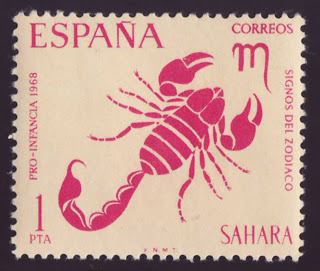 ESPAÑA
CORREOS
PRO-INFANCIA 1968
SIGNOS DEL ZODIACO
1
PTA
SAHARA
F.N.M.T.